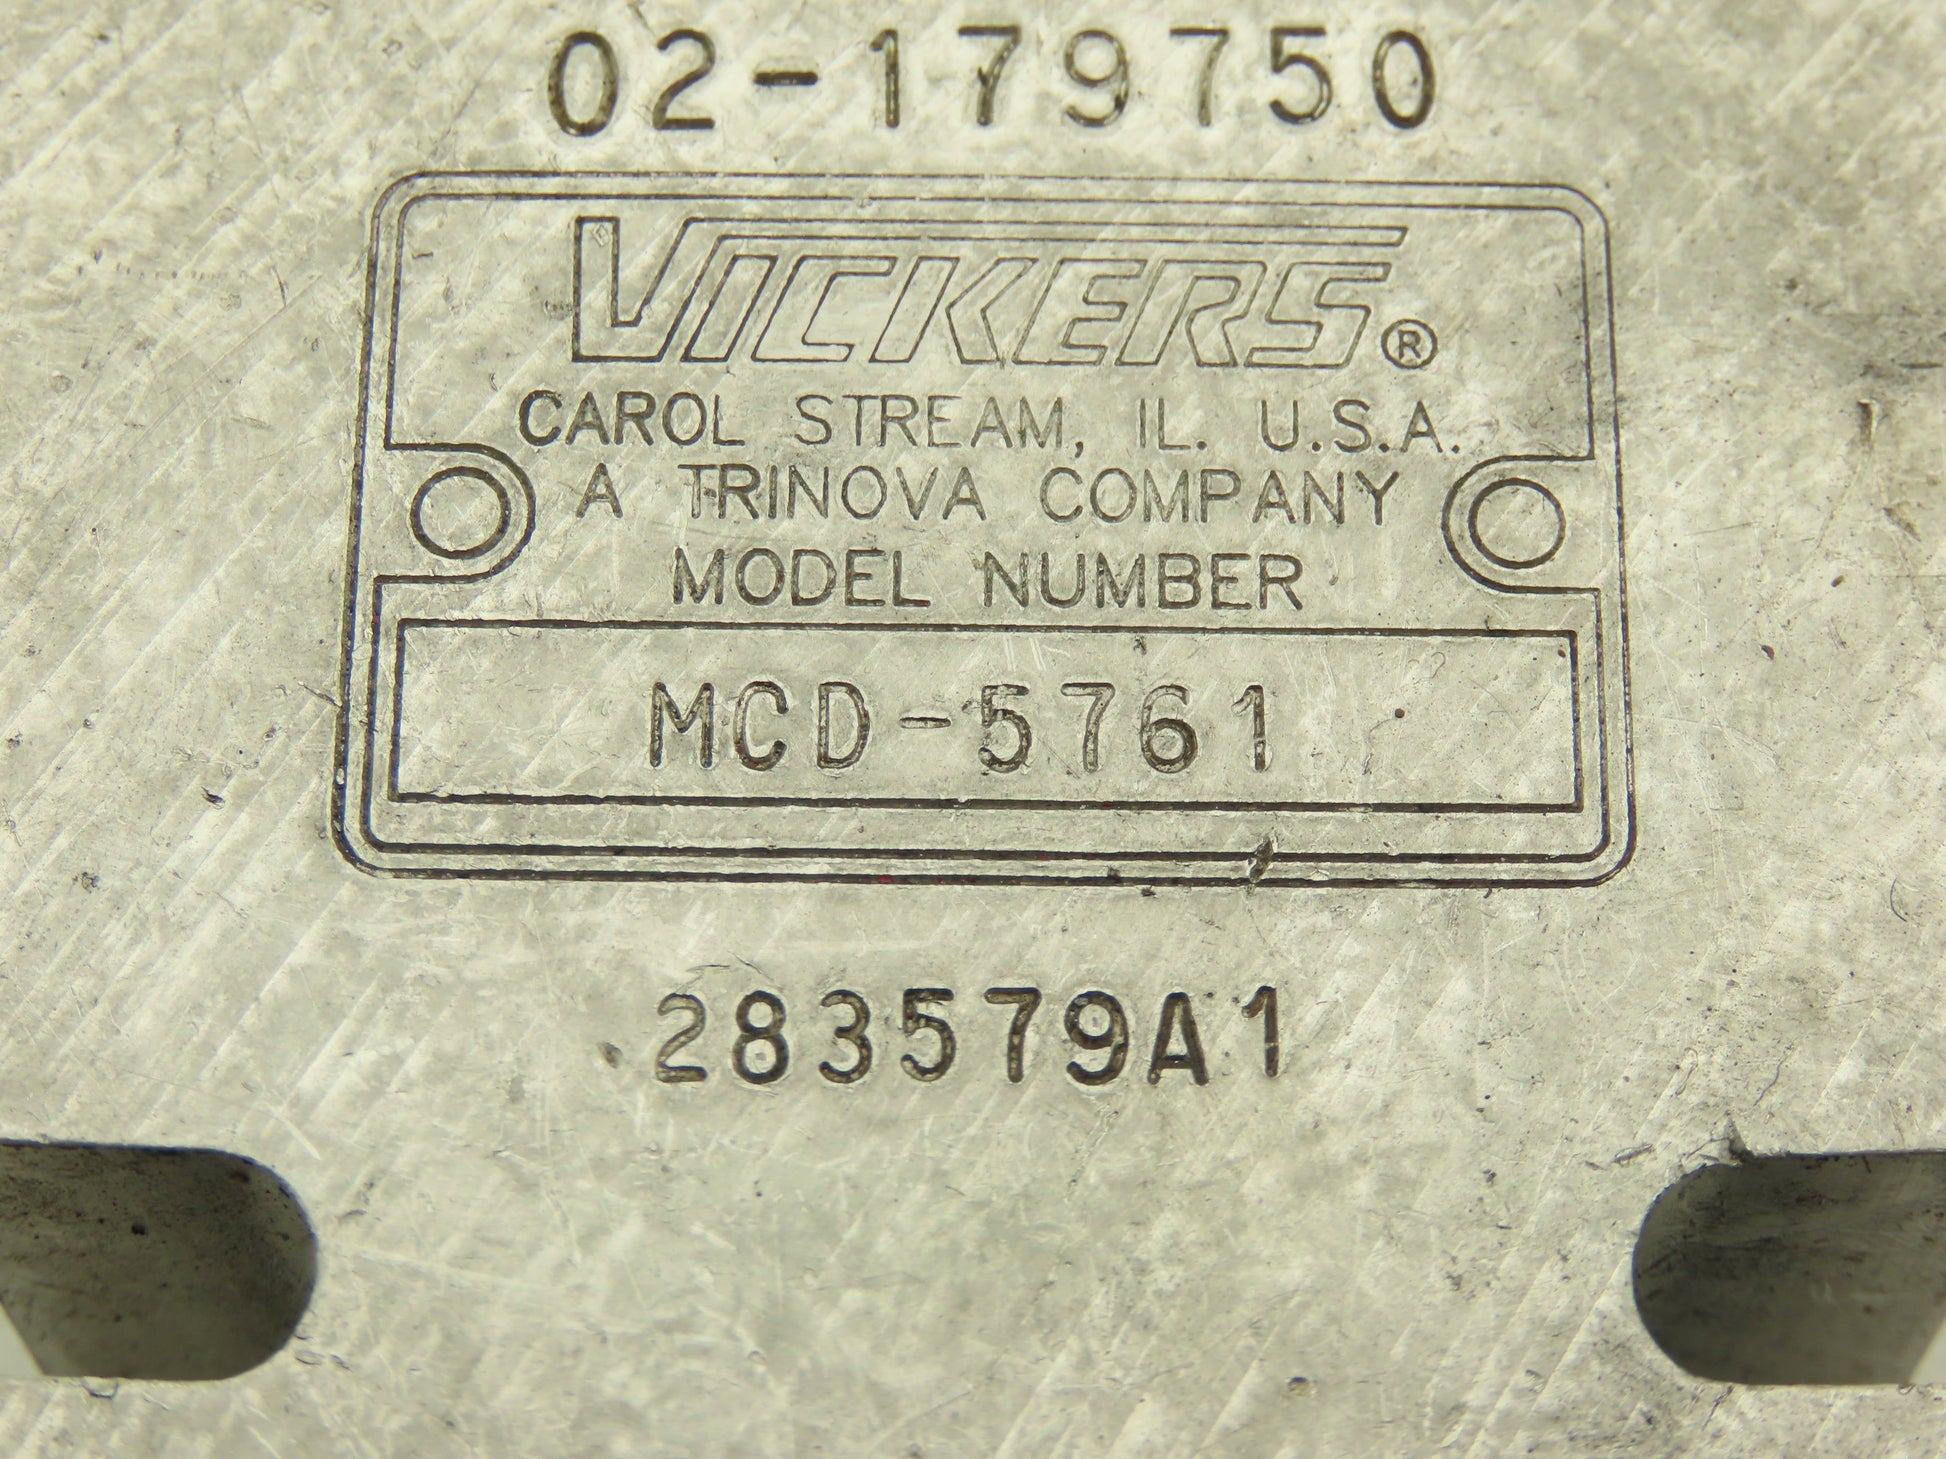 02-179750
VICKERS®
CAROL STREAM, IL. U.S.A.
A TRINOVA COMPANY
MODEL NUMBER
MCD-5761
283579A1